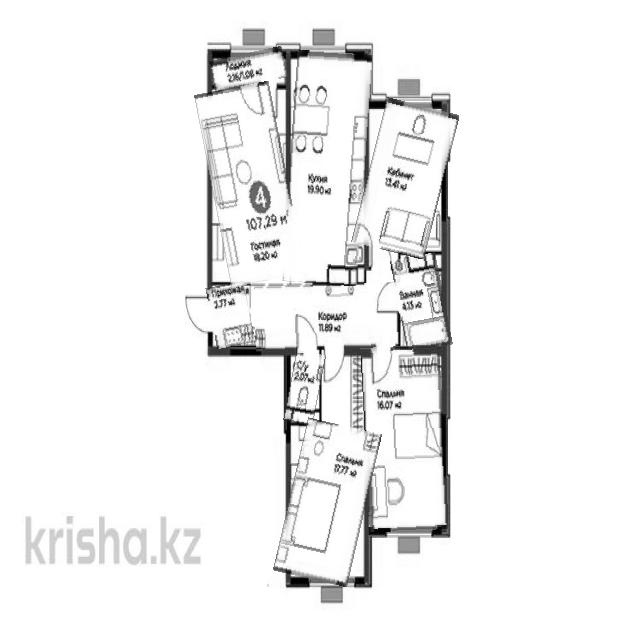 Лоджия
2.16/1.08 м²
Кухня
19.90 м²
Кабинет
13.41 м²
4
107,29 м²
Гостиная
18.20 м²
Прихожая
2.77 м²
Коридор
11.89 м²
Ванная
4.15 м²
С/у
2.07 м²
Спальня
16.07 м²
Спальня
17.77 м²
krisha.kz